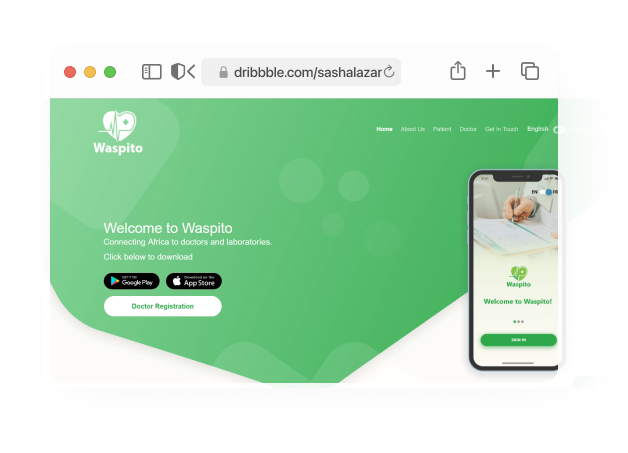 dribbble.com/sashalazar
Waspito
Home About Us Patient Doctor Get In Touch English
EN FR
Welcome to Waspito
Connecting Africa to doctors and laboratories.
Click below to download
GET IT ON
Google Play
Download on the
App Store
Doctor Registration
Waspito
Welcome to Waspito!
SIGN IN